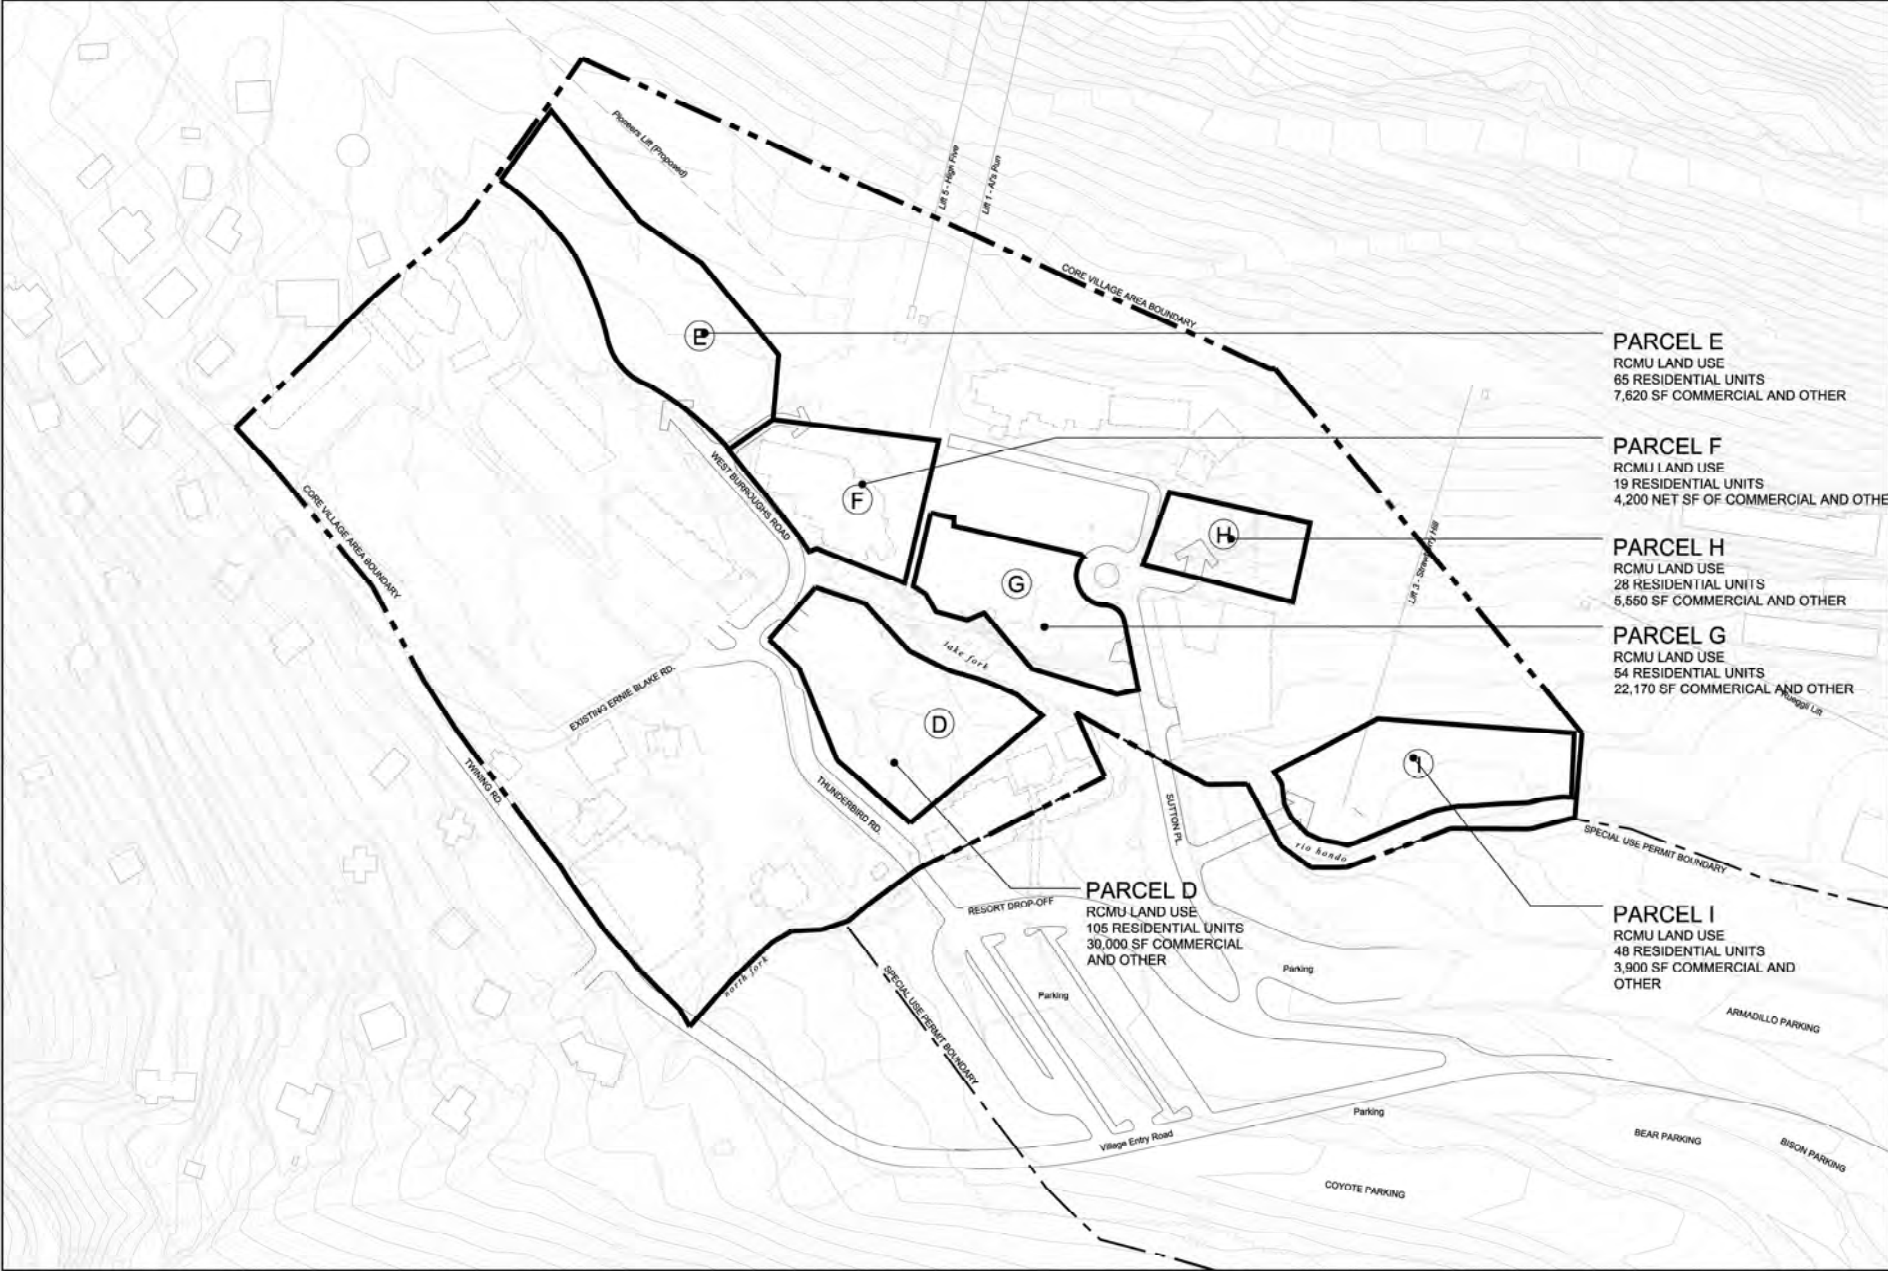 Pioneers Lift (Proposed)
Lift 5 - High Five
Lift 1 - Al's Run
CORE VILLAGE AREA BOUNDARY
E
PARCEL E
RCMU LAND USE
65 RESIDENTIAL UNITS
7,620 SF COMMERCIAL AND OTHER
PARCEL F
RCMU LAND USE
19 RESIDENTIAL UNITS
4,200 NET SF OF COMMERCIAL AND OTHE
WEST BURROUGHS ROAD
F
H
CORE VILLAGE AREA BOUNDARY
Lift 3 - Strawberry Hill
PARCEL H
RCMU LAND USE
28 RESIDENTIAL UNITS
5,550 SF COMMERCIAL AND OTHER
G
PARCEL G
RCMU LAND USE
54 RESIDENTIAL UNITS
22,170 SF COMMERICAL AND OTHER
Rueggli Lift
lake fork
EXISTING ERNIE BLAKE RD.
D
TWINING RD.
THUNDERBIRD RD.
I
SUTTON PL.
rio hondo
SPECIAL USE PERMIT BOUNDARY
PARCEL D
RCMU LAND USE
105 RESIDENTIAL UNITS
30,000 SF COMMERCIAL
AND OTHER
RESORT DROP-OFF
PARCEL I
RCMU LAND USE
48 RESIDENTIAL UNITS
3,900 SF COMMERCIAL AND
OTHER
north fork
SPECIAL USE PERMIT BOUNDARY
Parking
Parking
ARMADILLO PARKING
Parking
Village Entry Road
BEAR PARKING
BISON PARKING
COYOTE PARKING